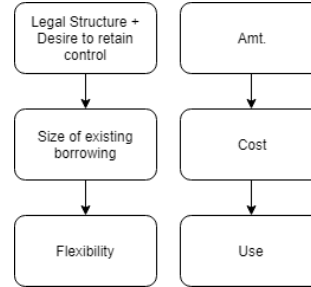 Legal Structure +
Desire to retain
control
Amt.
Size of existing
borrowing
Cost
Flexibility
Use